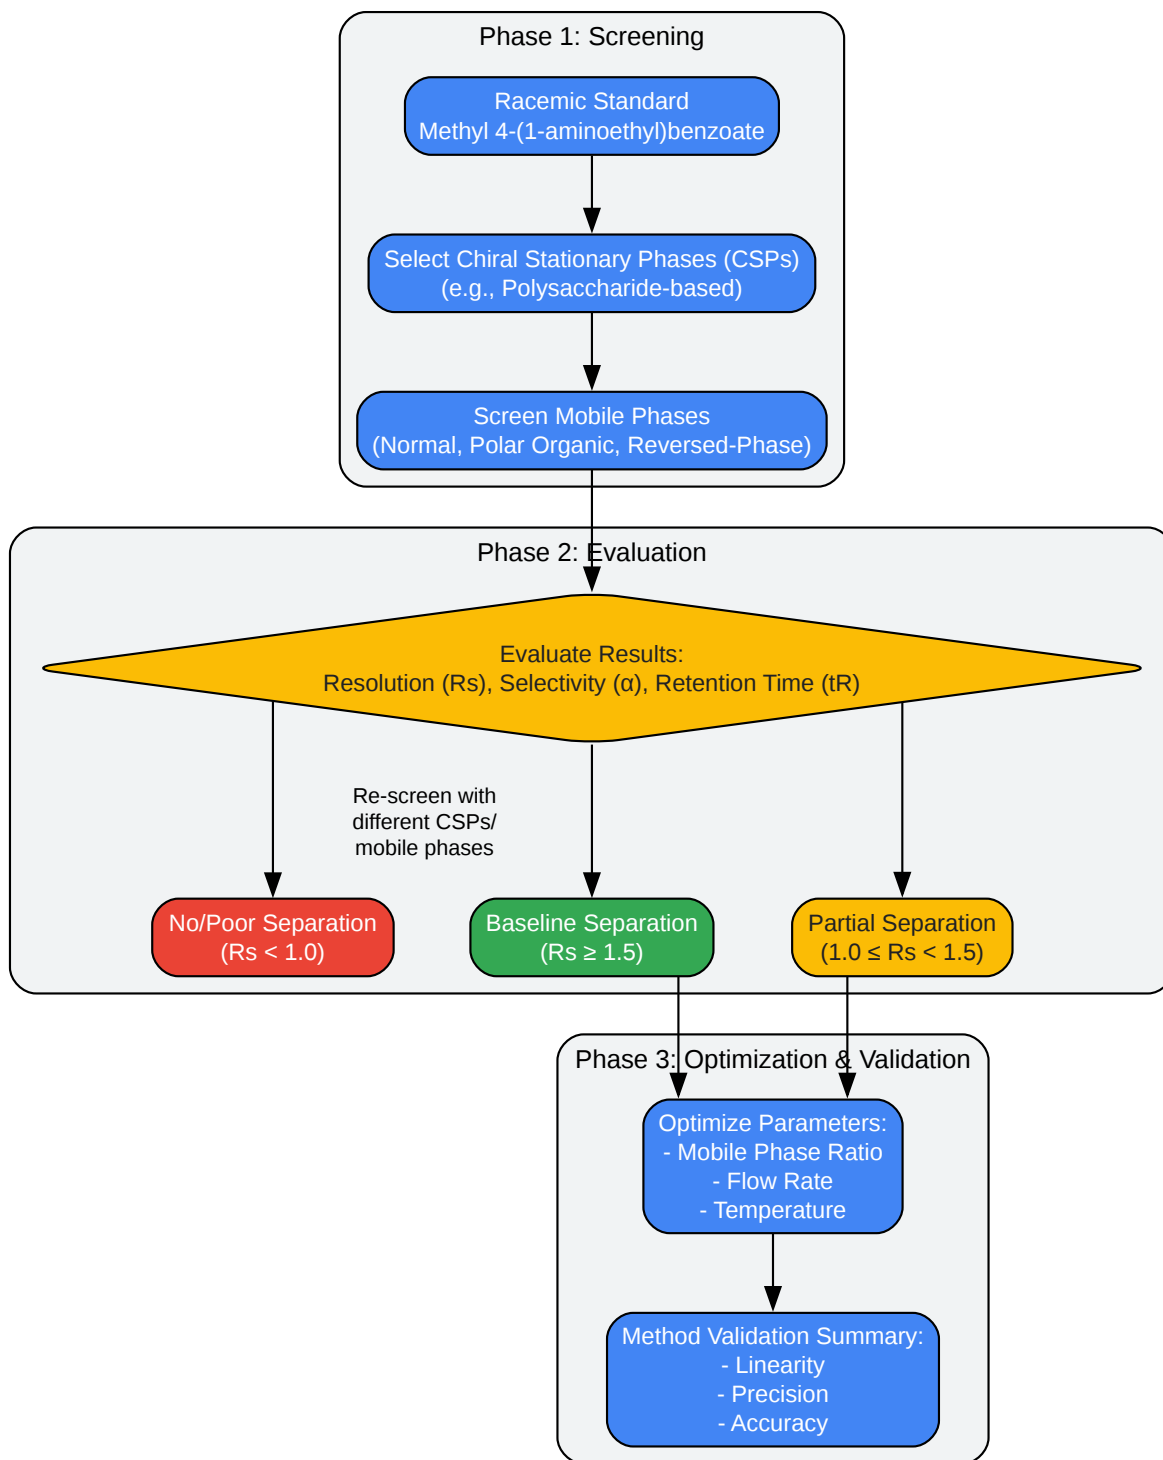 Phase 1: Screening
Racemic Standard
Methyl 4-(1-aminoethyl)benzoate
Select Chiral Stationary Phases (CSPs)
(e.g., Polysaccharide-based)
Screen Mobile Phases
(Normal, Polar Organic, Reversed-Phase)
Phase 2: Evaluation
Evaluate Results:
Resolution (Rs), Selectivity (α), Retention Time (tR)
Re-screen with
different CSPs/
mobile phases
No/Poor Separation
(Rs < 1.0)
Baseline Separation
(Rs ≥ 1.5)
Partial Separation
(1.0 ≤ Rs < 1.5)
Phase 3: Optimization & Validation
Optimize Parameters:
- Mobile Phase Ratio
- Flow Rate
- Temperature
Method Validation Summary:
- Linearity
- Precision
- Accuracy